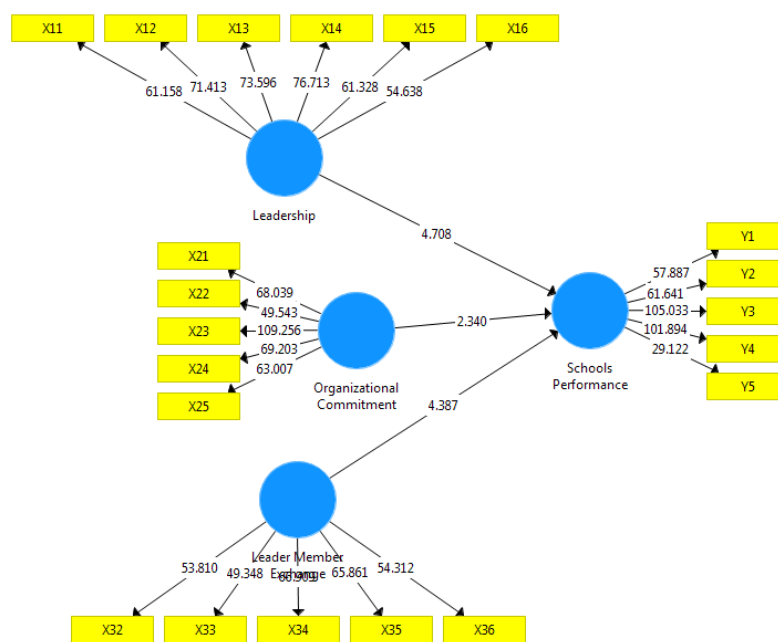 X11 X12 X13 X14 X15 X16
61.158 71.413 73.596 76.713 61.328 54.638
Leadership
4.708
X21
X22
X23
X24
X25
68.039
49.543
109.256
69.203
63.007
Organizational
Commitment
2.340
Y1
Y2
Y3
Y4
Y5
57.887
61.641
105.033
101.894
29.122
Schools
Performance
4.387
Leader Member
Exchange
53.810 49.348 65.861 54.312
X32 X33 X34 X35 X36